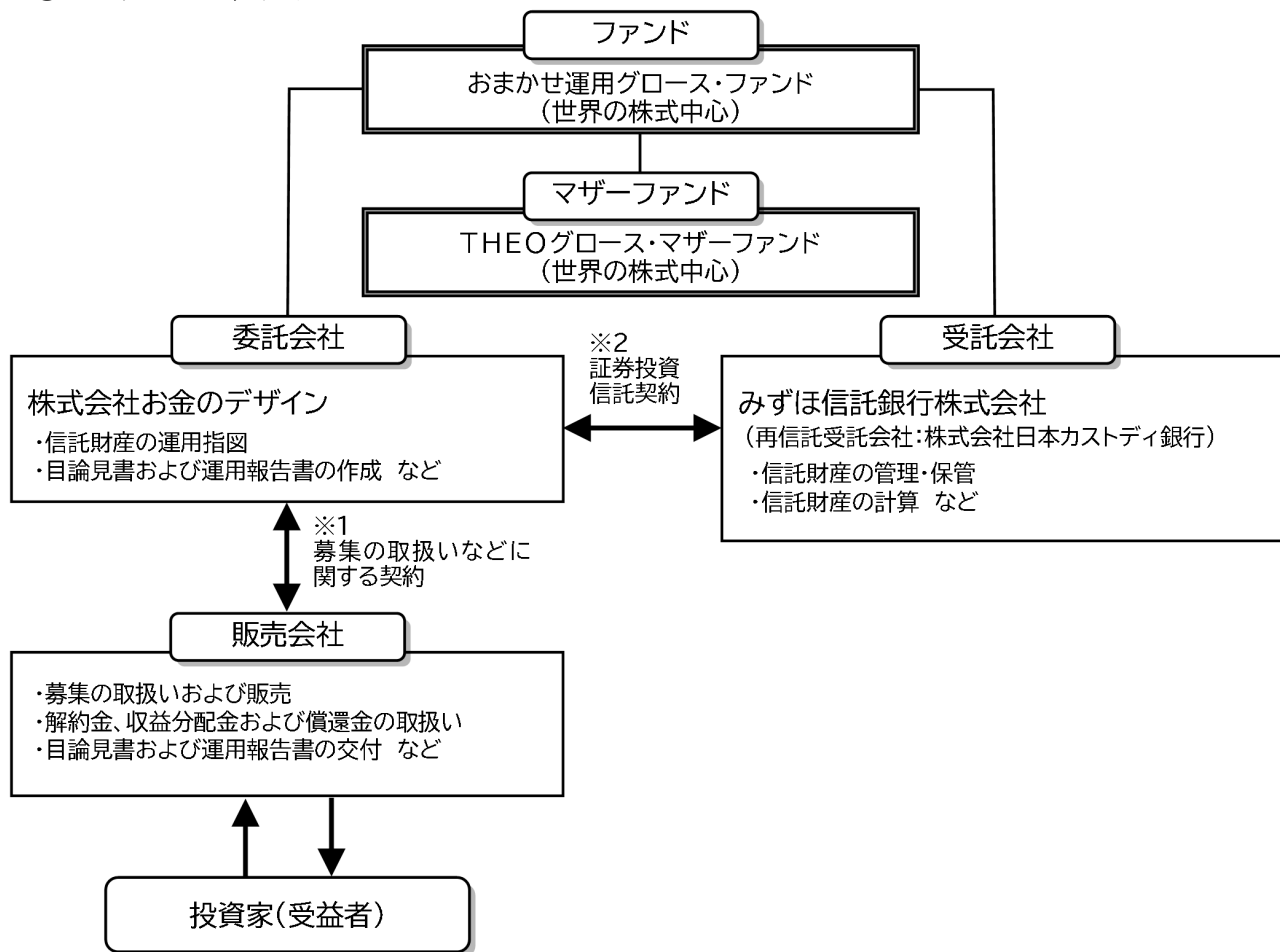 ファンド
おまかせ運用グロース・ファンド
(世界の株式中心)
マザーファンド
THEOグロース・マザーファンド
(世界の株式中心)
委託会社
株式会社お金のデザイン
・信託財産の運用指図
・目論見書および運用報告書の作成 など
※2
証券投資
信託契約
受託会社
みずほ信託銀行株式会社
(再信託受託会社:株式会社日本カストディ銀行)
・信託財産の管理・保管
・信託財産の計算 など
※1
募集の取扱いなどに
関する契約
販売会社
・募集の取扱いおよび販売
・解約金、収益分配金および償還金の取扱い
・目論見書および運用報告書の交付 など
投資家(受益者)